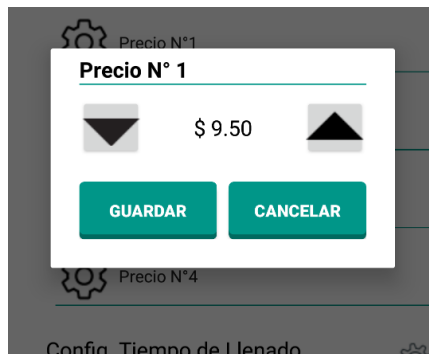 Precio N°1
Precio N° 1
$ 9.50
GUARDAR CANCELAR
Precio N°4
Config. Tiempo de Llenado